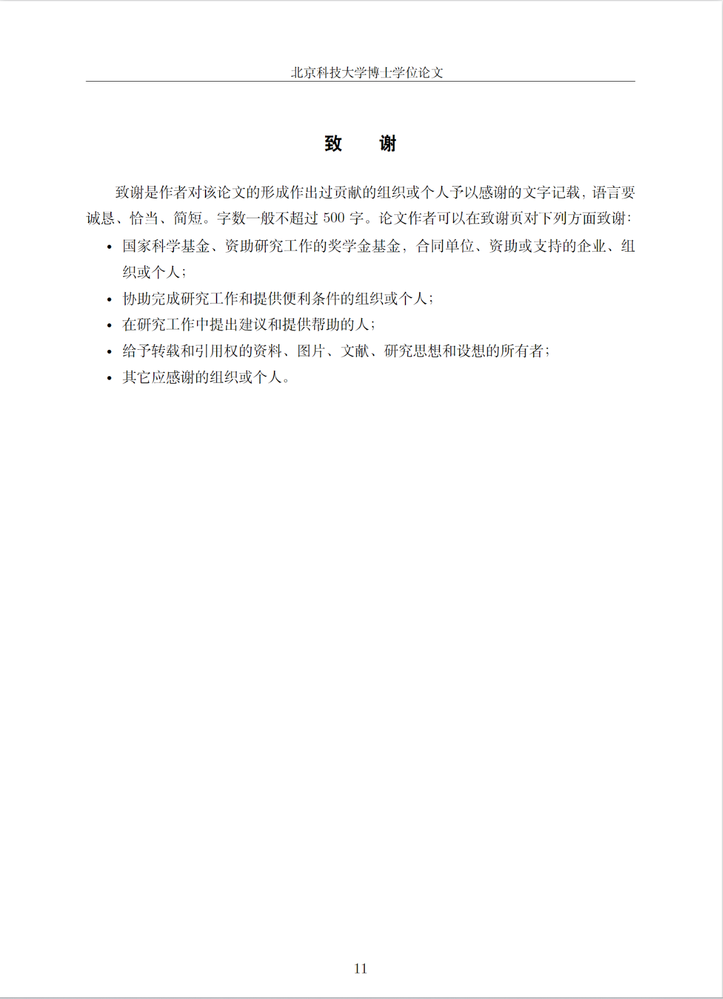 北京科技大学博士学位论文
致 谢
致谢是作者对该论文的形成作出过贡献的组织或个人予以感谢的文字记载，语言要
诚恳、恰当、简短。字数一般不超过 500 字。论文作者可以在致谢页对下列方面致谢：
• 国家科学基金、资助研究工作的奖学金基金，合同单位、资助或支持的企业、组
织或个人；
• 协助完成研究工作和提供便利条件的组织或个人；
• 在研究工作中提出建议和提供帮助的人；
• 给予转载和引用权的资料、图片、文献、研究思想和设想的所有者；
• 其它应感谢的组织或个人。
11